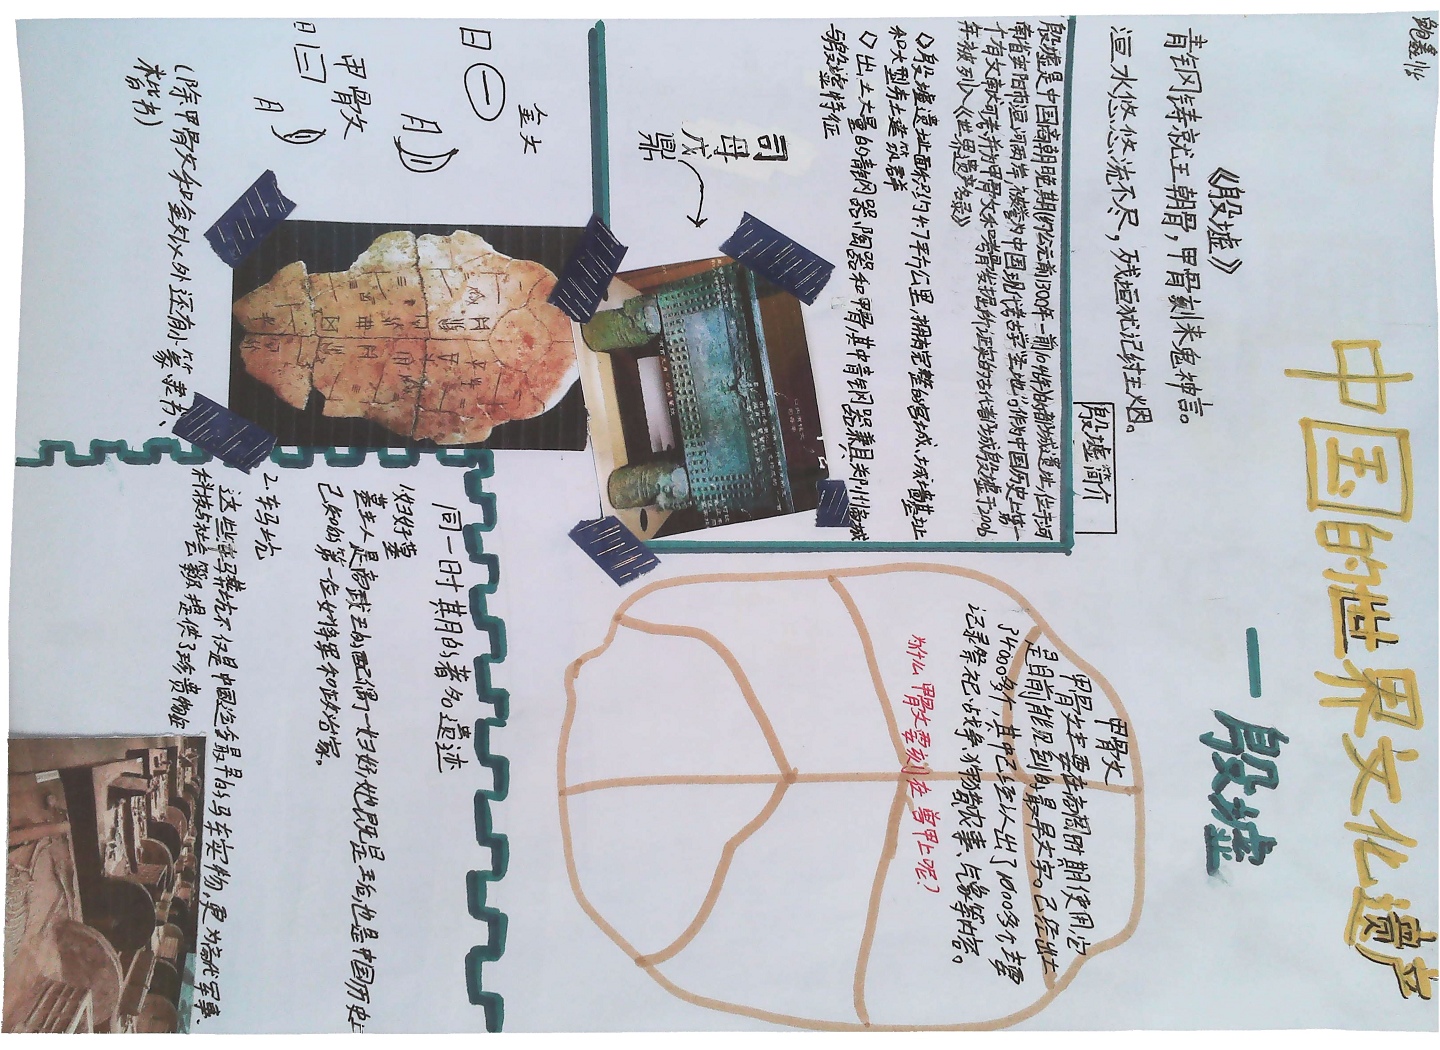 鲍鑫怡
中国的世界文化遗产
一殷墟
《殷墟》
青铜铸就王朝骨，甲骨刻来鬼神言。
洹水悠悠流不尽，残垣犹记纣王烟。
殷墟简介
殷墟是中国商朝晚期(约公元前1300年一前1046年)的都城遗址,位于河
南省安阳市洹河两岸,被誉为中国现代考古学"圣地"。作为中国历史上第一
个有文献可考,并为甲骨文和考骨发掘所证实的古代都城殷墟于2006
年被列入《世界遗产名录》
◇殷墟遗址面积约4.7平方公里,拥有完整的宫城、城墙基址
和大型夯土建筑群
◇出土大量的青铜器、陶器和甲骨,其中青铜器兼具郑州商城
与殷墟特征
司母戊鼎
甲骨文
甲骨文主要在商周时期使用,它
是目前能见到的最早文字。已经出土
34000多个,其中已经认出了1000多个,主要
记录祭祀、战争、狩猎、农事、气象等内容。
为什么甲骨文要刻在兽甲上呢?
金文
日
月
甲骨文
日
月
(除甲骨文和金文以外还有小篆、隶书、
楷书)
同一时期的著名遗迹
1.妇好墓
墓主人是商武王的配偶一妇好,她既是王后,也是中国历史上
已知的第一位女将军和政治家。
2.车马坑
这些车马葬坑不仅是中国迄今最早的马车实物,更为商代军事、
科技与社会等级提供了珍贵物证